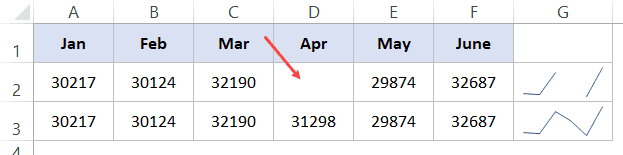 A B C D E F G
1 Jan Feb Mar Apr May June
2 30217 30124 32190 29874 32687
3 30217 30124 32190 31298 29874 32687